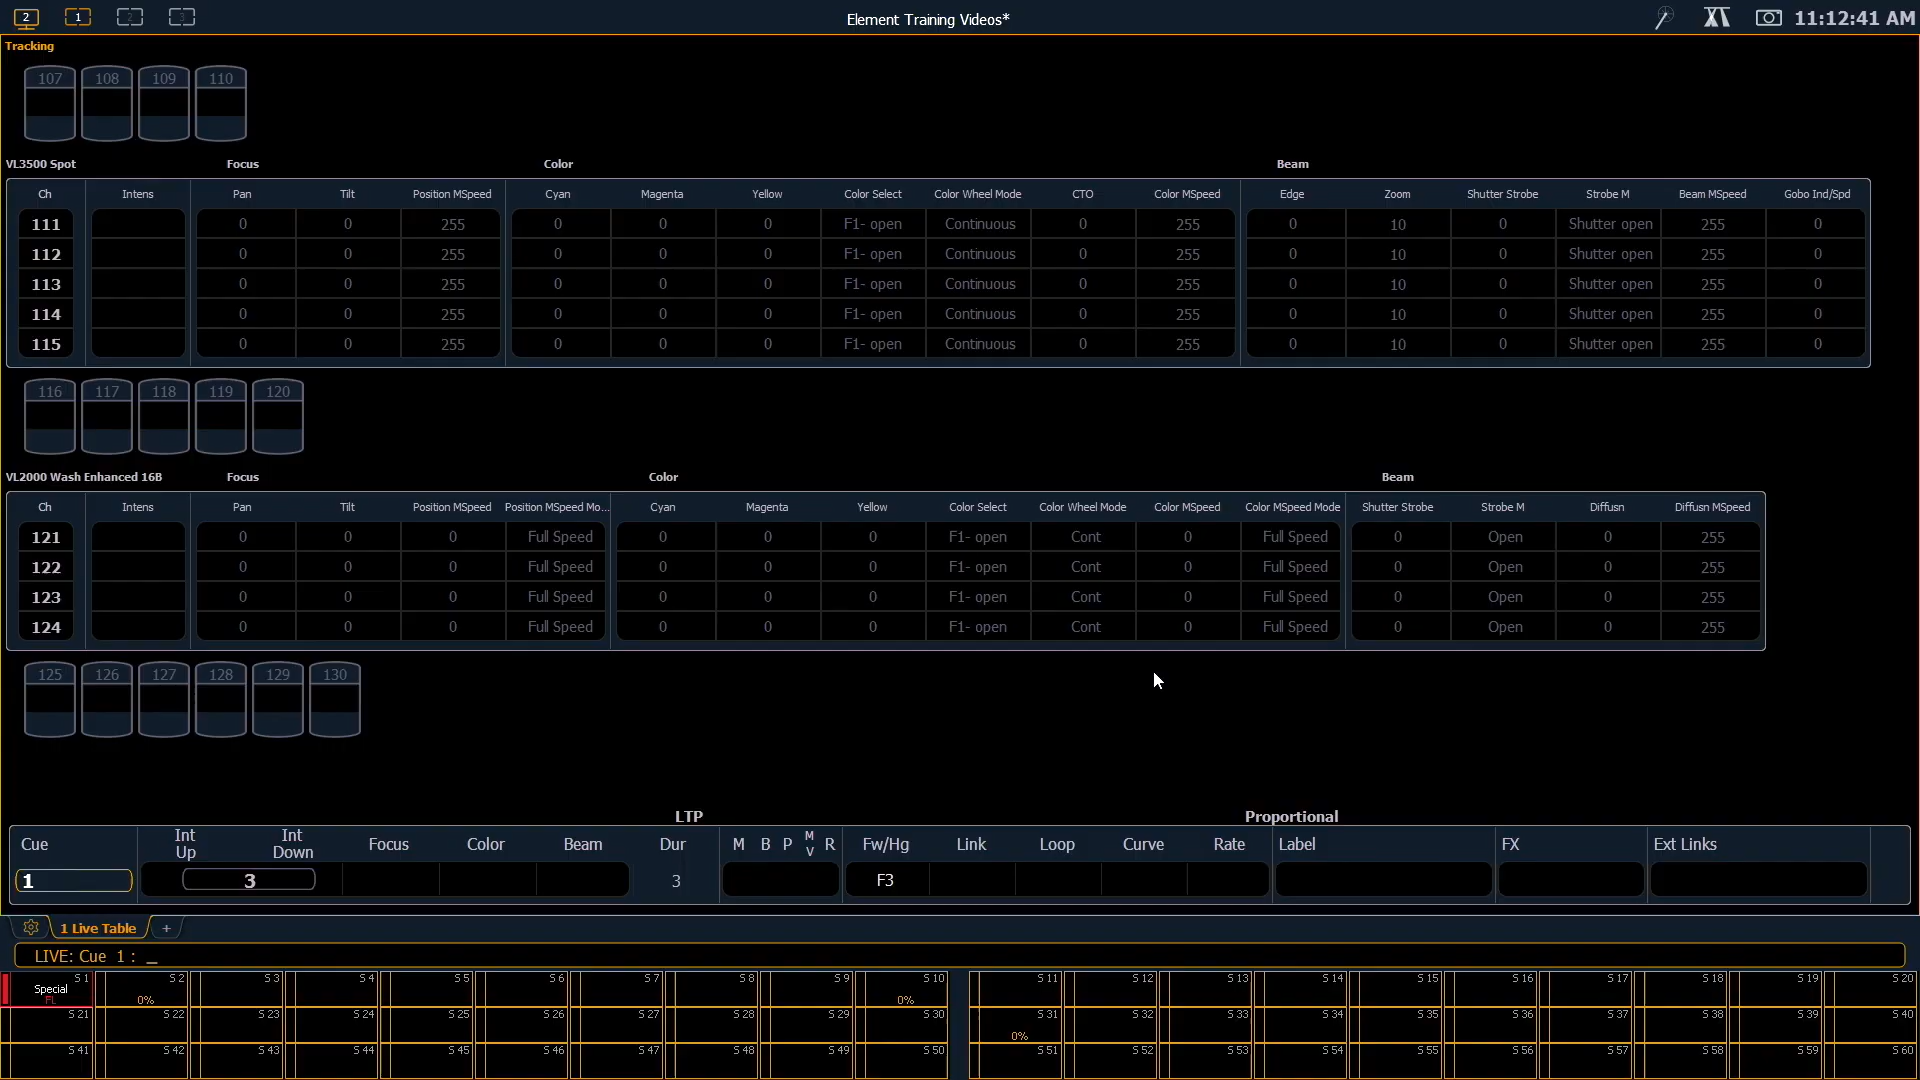 2 1 2 3 Element Training Videos* 11:12:41 AM
Tracking
107 108 109 110
VL3500 Spot Focus Color Beam
Ch Intens Pan Tilt Position MSpeed Cyan Magenta Yellow Color Select Color Wheel Mode CTO Color MSpeed Edge Zoom Shutter Strobe Strobe M Beam MSpeed Gobo Ind/Spd
111 0 0 255 0 0 0 F1- open Continuous 0 255 0 10 0 Shutter open 255 0
112 0 0 255 0 0 0 F1- open Continuous 0 255 0 10 0 Shutter open 255 0
113 0 0 255 0 0 0 F1- open Continuous 0 255 0 10 0 Shutter open 255 0
114 0 0 255 0 0 0 F1- open Continuous 0 255 0 10 0 Shutter open 255 0
115 0 0 255 0 0 0 F1- open Continuous 0 255 0 10 0 Shutter open 255 0
116 117 118 119 120
VL2000 Wash Enhanced 16B Focus Color Beam
Ch Intens Pan Tilt Position MSpeed Position MSpeed Mo... Cyan Magenta Yellow Color Select Color Wheel Mode Color MSpeed Color MSpeed Mode Shutter Strobe Strobe M Diffusn Diffusn MSpeed
121 0 0 0 Full Speed 0 0 0 F1- open Cont 0 Full Speed 0 Open 0 255
122 0 0 0 Full Speed 0 0 0 F1- open Cont 0 Full Speed 0 Open 0 255
123 0 0 0 Full Speed 0 0 0 F1- open Cont 0 Full Speed 0 Open 0 255
124 0 0 0 Full Speed 0 0 0 F1- open Cont 0 Full Speed 0 Open 0 255
125 126 127 128 129 130
LTP Proportional
Cue Int Up Int Down Focus Color Beam Dur M B P MV R Fw/Hg Link Loop Curve Rate Label FX Ext Links
1 3 3 F3
1 Live Table +
LIVE: Cue 1 : _
S 1 S 2 S 3 S 4 S 5 S 6 S 7 S 8 S 9 S 10 S 11 S 12 S 13 S 14 S 15 S 16 S 17 S 18 S 19 S 20
Special
FL 0% 0%
S 21 S 22 S 23 S 24 S 25 S 26 S 27 S 28 S 29 S 30 S 31 S 32 S 33 S 34 S 35 S 36 S 37 S 38 S 39 S 40
0%
S 41 S 42 S 43 S 44 S 45 S 46 S 47 S 48 S 49 S 50 S 51 S 52 S 53 S 54 S 55 S 56 S 57 S 58 S 59 S 60